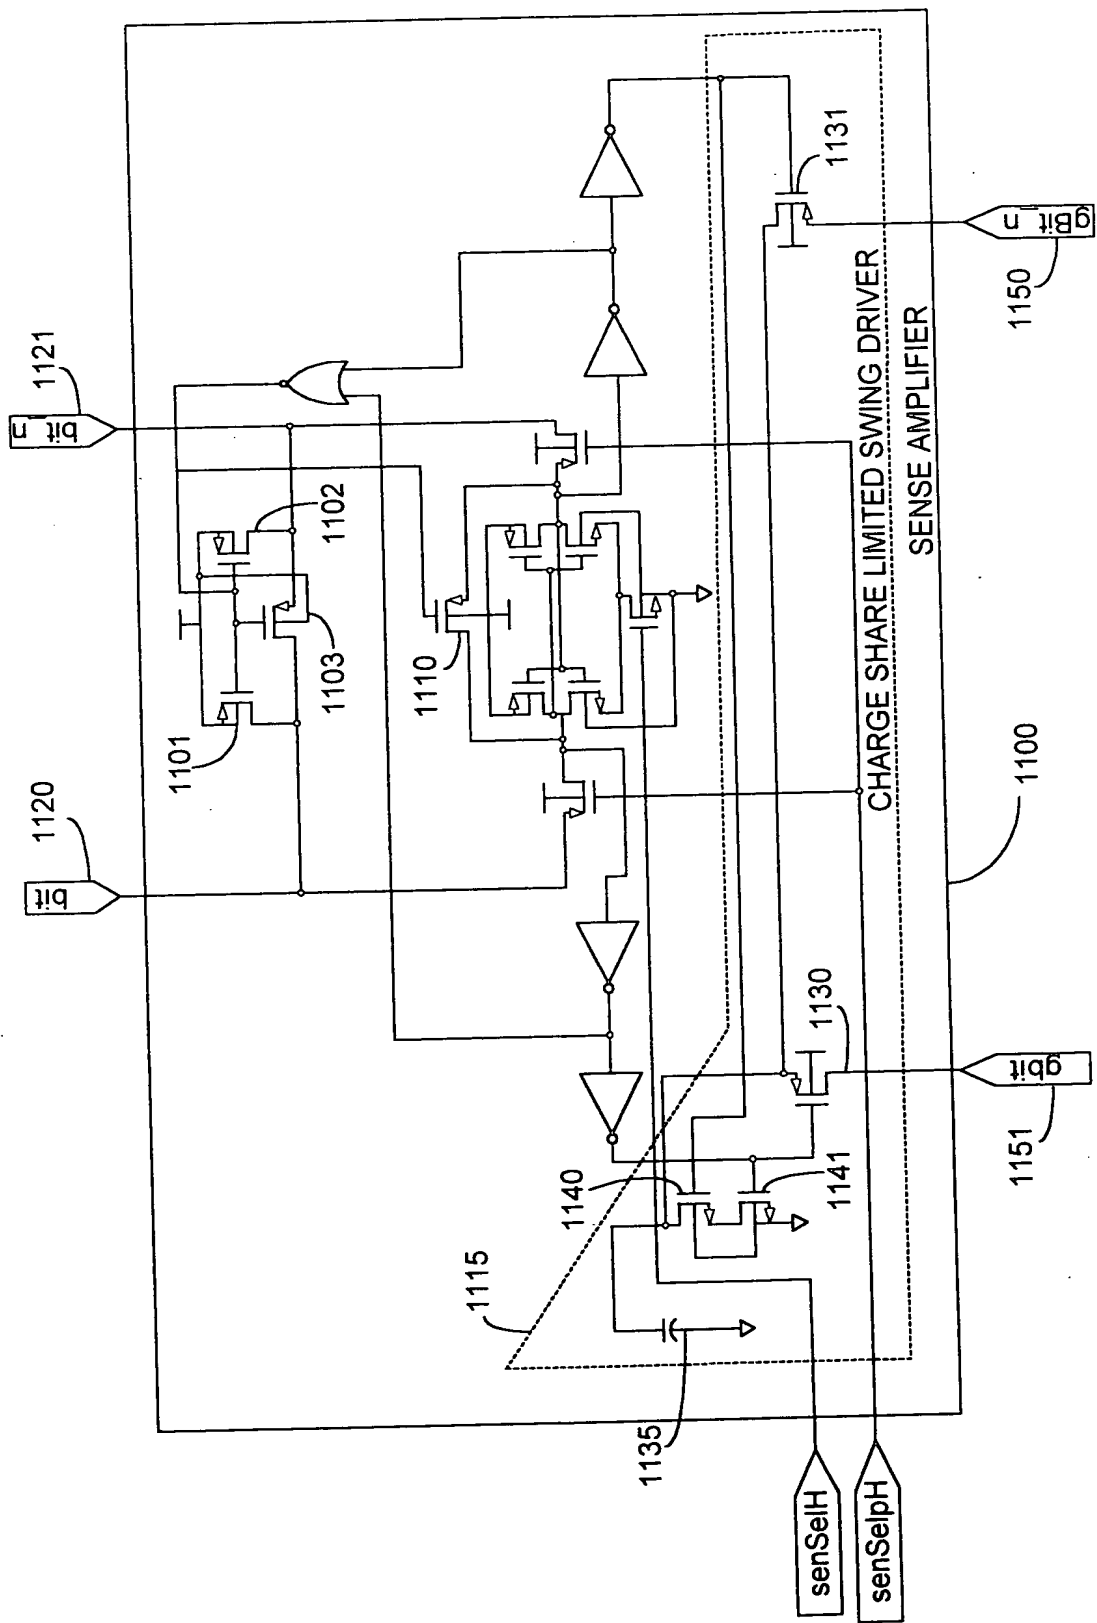 bit
1120
bit_n
1121
1101
1102
1103
1110
1115
1140
1141
1130
1131
1135
CHARGE SHARE LIMITED SWING DRIVER
SENSE AMPLIFIER
1100
senSelH
senSelpH
gbit
1151
gBit_n
1150